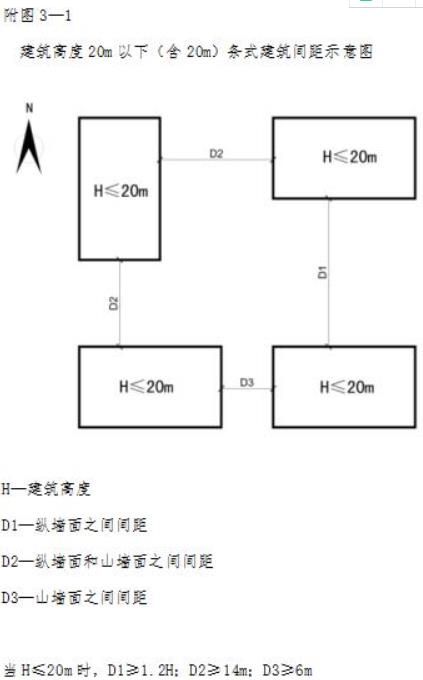 附图 3—1
建筑高度 20m 以下（含 20m）条式建筑间距示意图
N
D2
H≤20m
H≤20m
D1
D2
H≤20m
D3
H≤20m
H—建筑高度
D1—纵墙面之间间距
D2—纵墙面和山墙面之间间距
D3—山墙面之间间距
当 H≤20m 时，D1≥1.2H；D2≥14m；D3≥6m